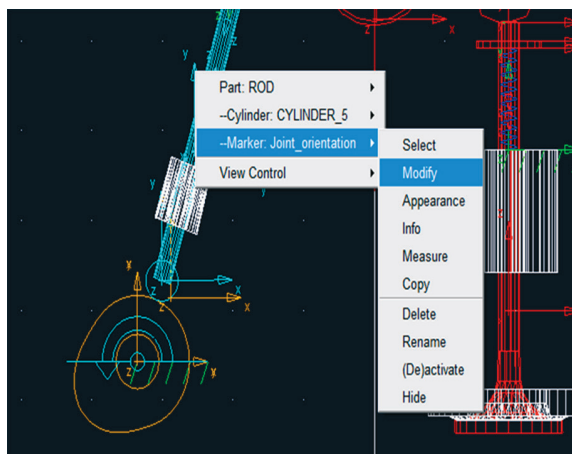 Part: ROD
--Cylinder: CYLINDER_5
--Marker: Joint_orientation
View Control
Select
Modify
Appearance
Info
Measure
Copy
Delete
Rename
(De)activate
Hide
z
z
y
x
x
y
z
z
x
z
x
z
x